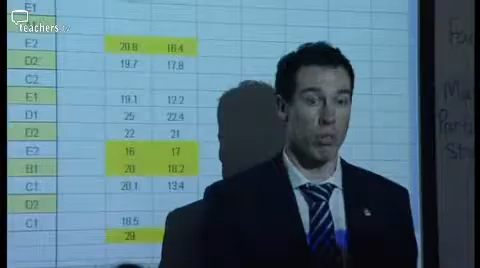 E1
teachers.tv
E2 20.8 16.4
D2 19.7 17.8
C2
E1 19.1 12.2
D1 25 22.4
D2 22 21
E2 16 17
B1 20 18.2
C1 20.1 13.4
D2
C1 18.5
29